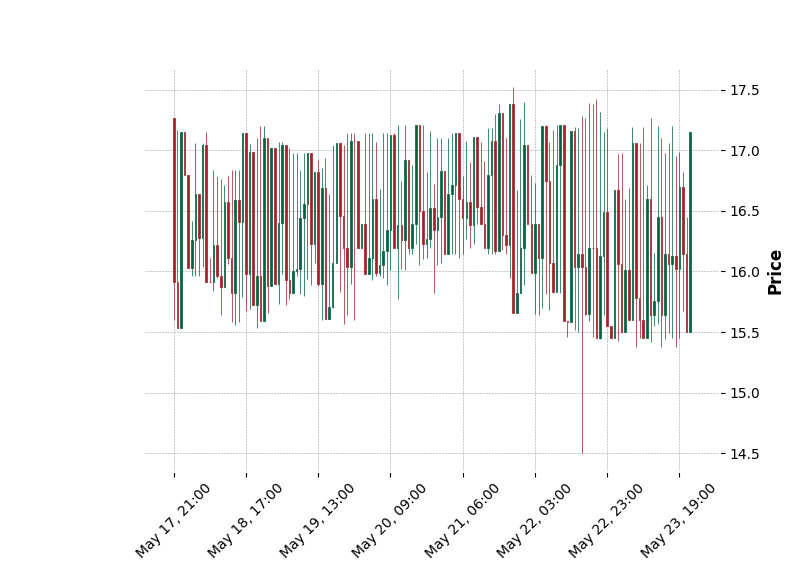 17.5
17.0
16.5
16.0
15.5
15.0
14.5
Price
May 17, 21:00
May 18, 17:00
May 19, 13:00
May 20, 09:00
May 21, 06:00
May 22, 03:00
May 22, 23:00
May 23, 19:00